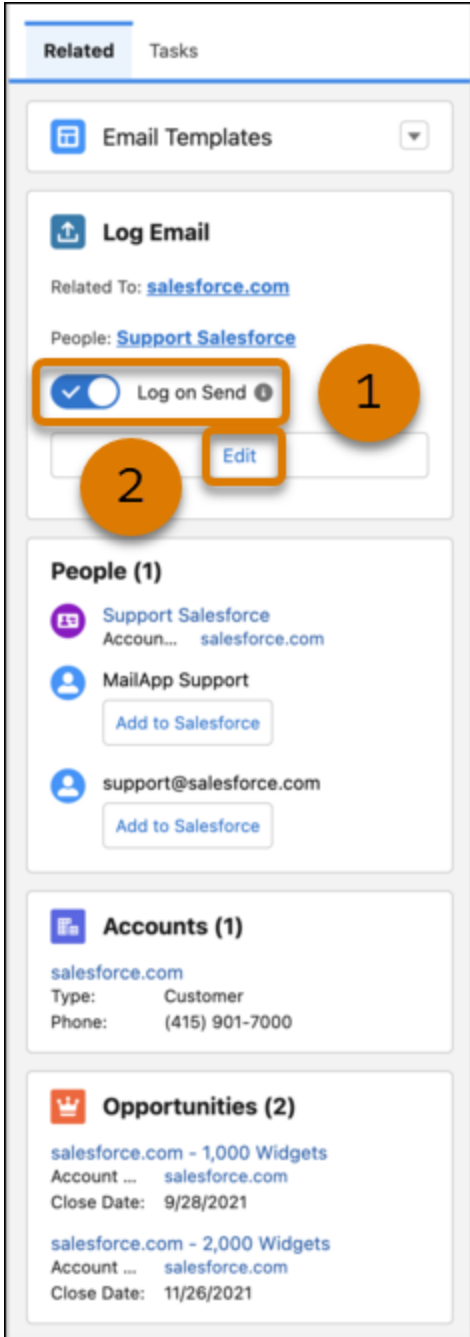 Related Tasks
Email Templates
Log Email
Related To: salesforce.com
People: Support Salesforce
Log on Send
1
Edit
2
People (1)
Support Salesforce
Accoun... salesforce.com
MailApp Support
Add to Salesforce
support@salesforce.com
Add to Salesforce
Accounts (1)
salesforce.com
Type: Customer
Phone: (415) 901-7000
Opportunities (2)
salesforce.com - 1,000 Widgets
Account ... salesforce.com
Close Date: 9/28/2021
salesforce.com - 2,000 Widgets
Account ... salesforce.com
Close Date: 11/26/2021